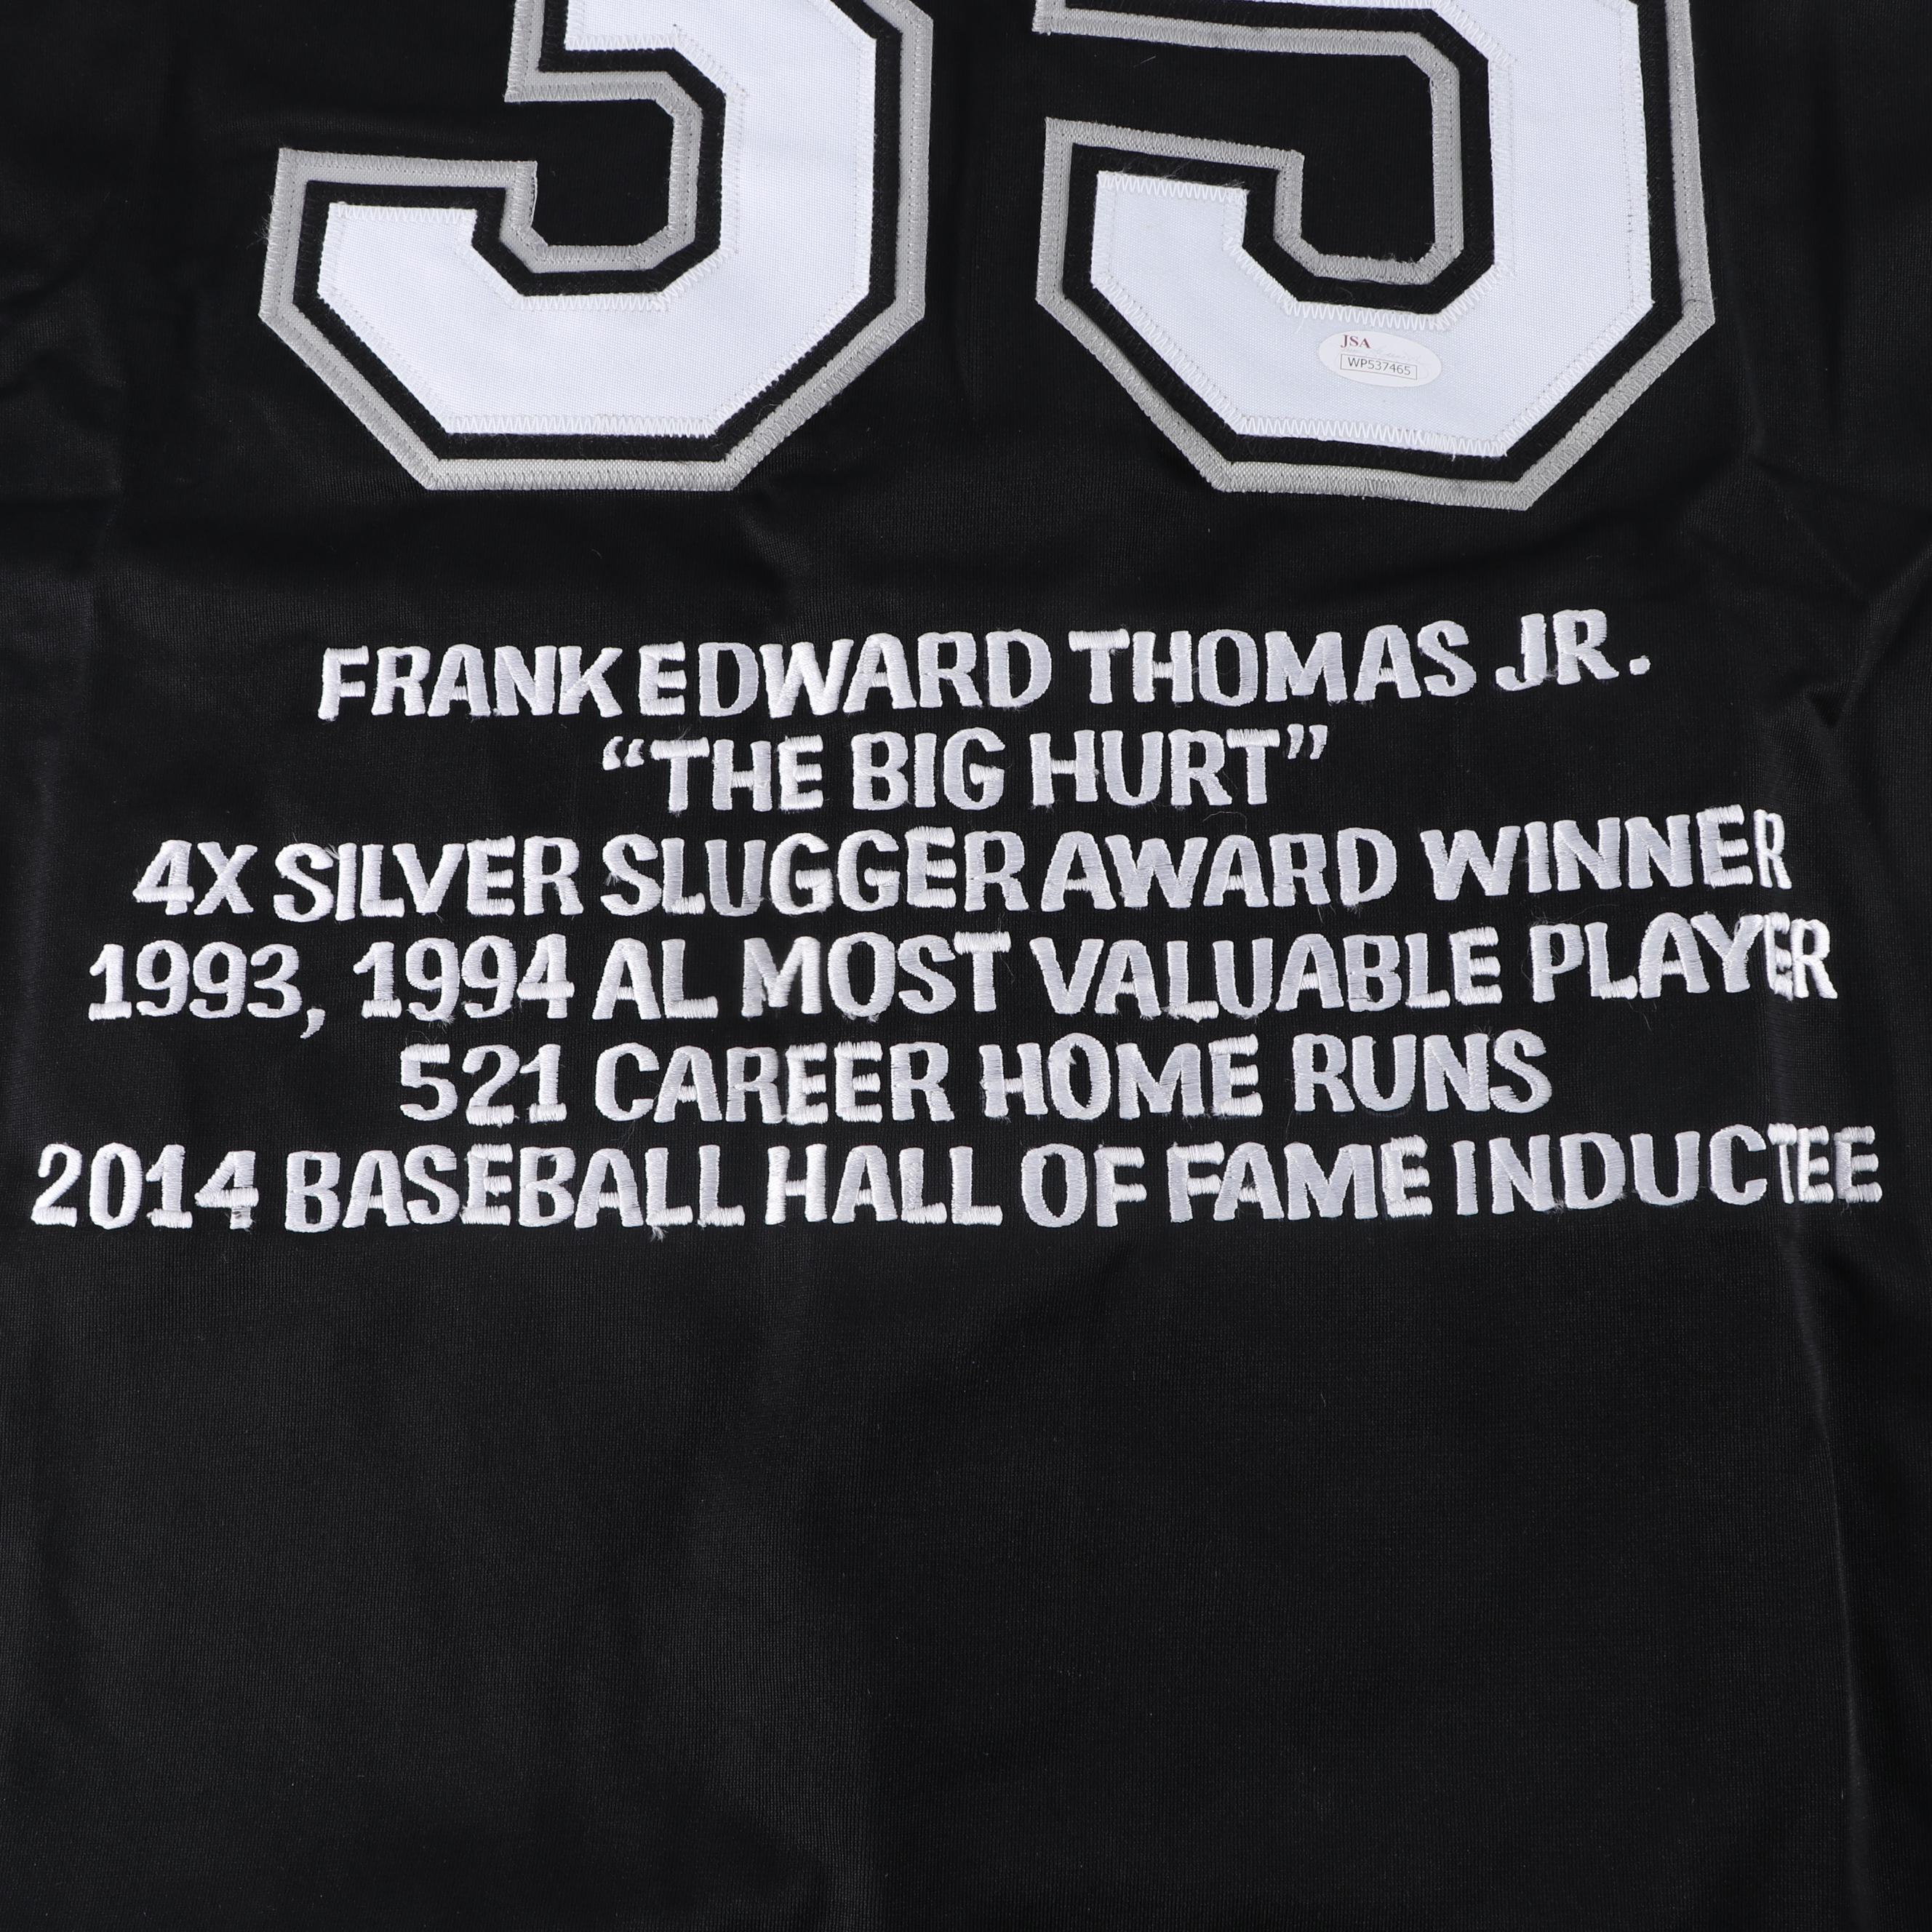 35
JSA
WP537465
FRANK EDWARD THOMAS JR.
“THE BIG HURT”
4X SILVER SLUGGER AWARD WINNER
1993, 1994 AL MOST VALUABLE PLAYER
521 CAREER HOME RUNS
2014 BASEBALL HALL OF FAME INDUCTEE